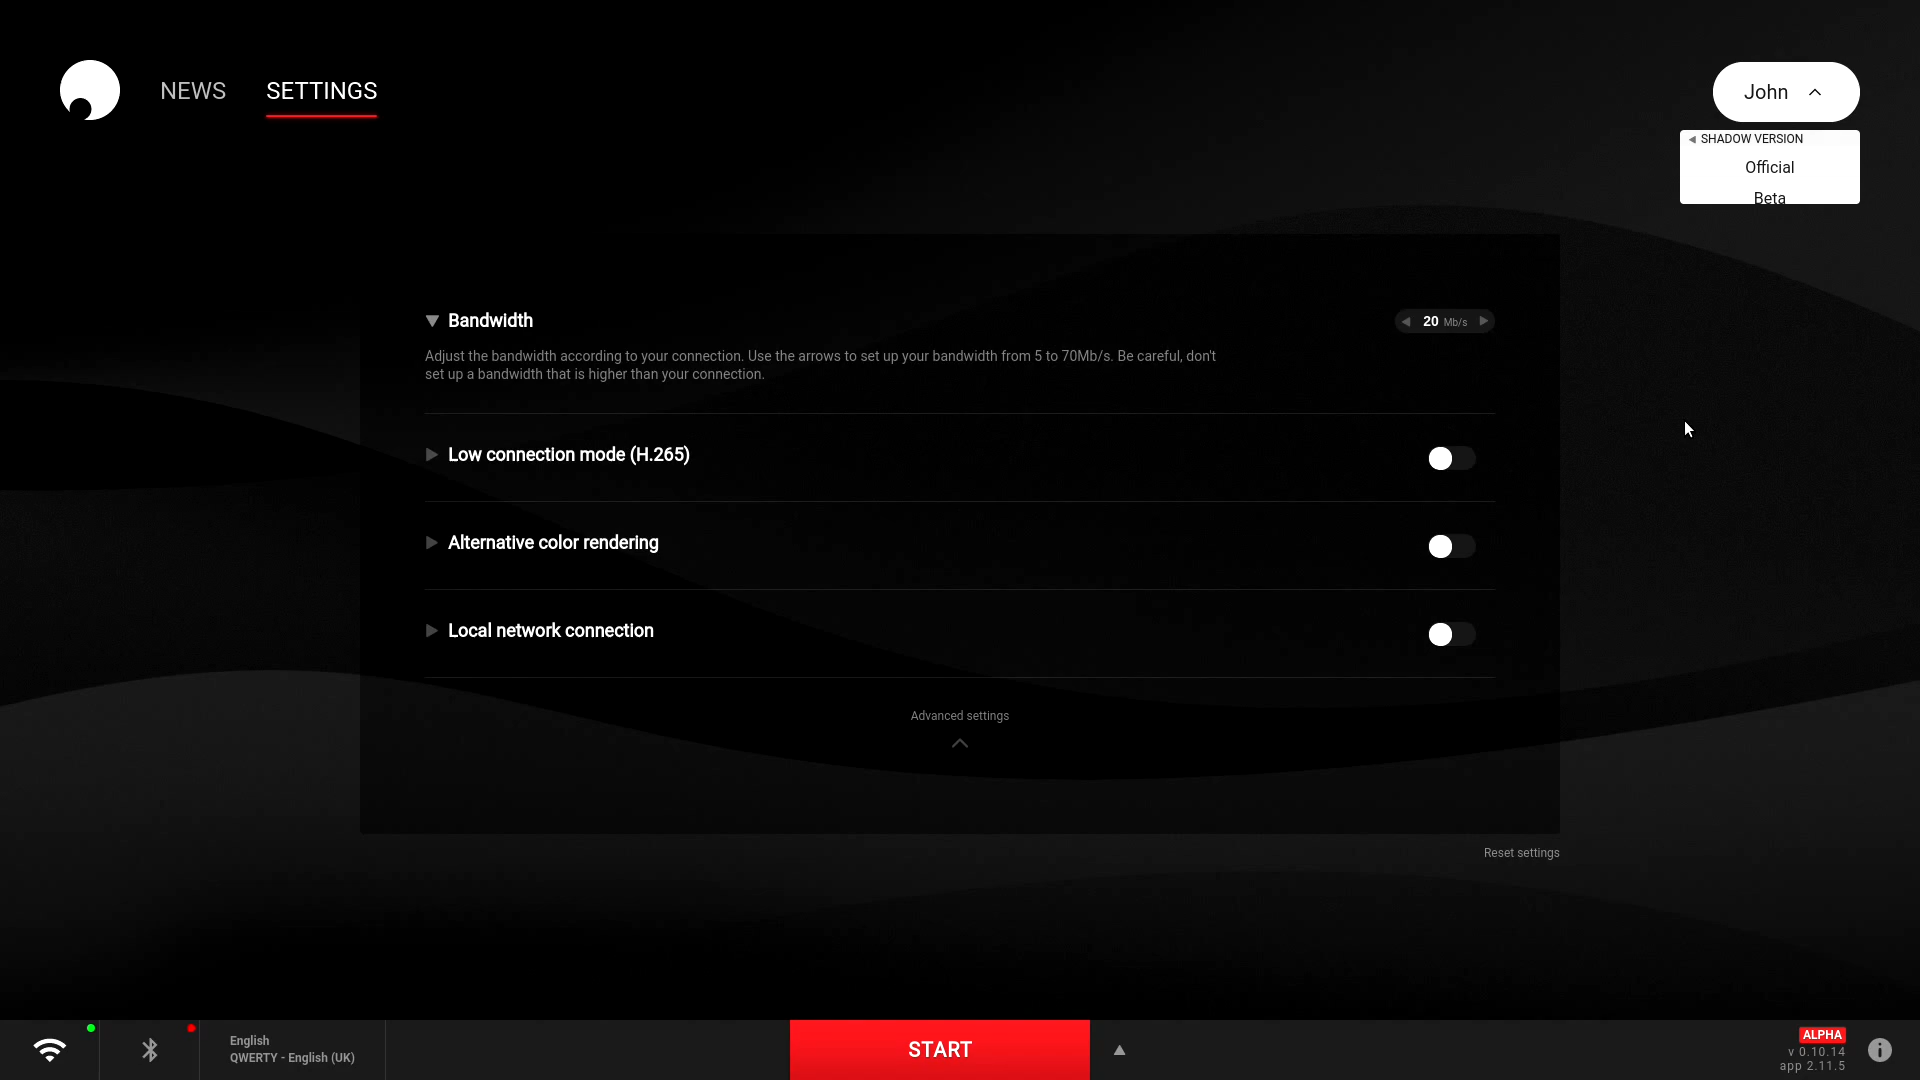 NEWS
SETTINGS
John
SHADOW VERSION
Official
Beta
Bandwidth
20 Mb/s
Adjust the bandwidth according to your connection. Use the arrows to set up your bandwidth from 5 to 70Mb/s. Be careful, don't
set up a bandwidth that is higher than your connection.
Low connection mode (H.265)
Alternative color rendering
Local network connection
Advanced settings
Reset settings
English
QWERTY - English (UK)
START
ALPHA
v 0.10.14
app 2.11.5